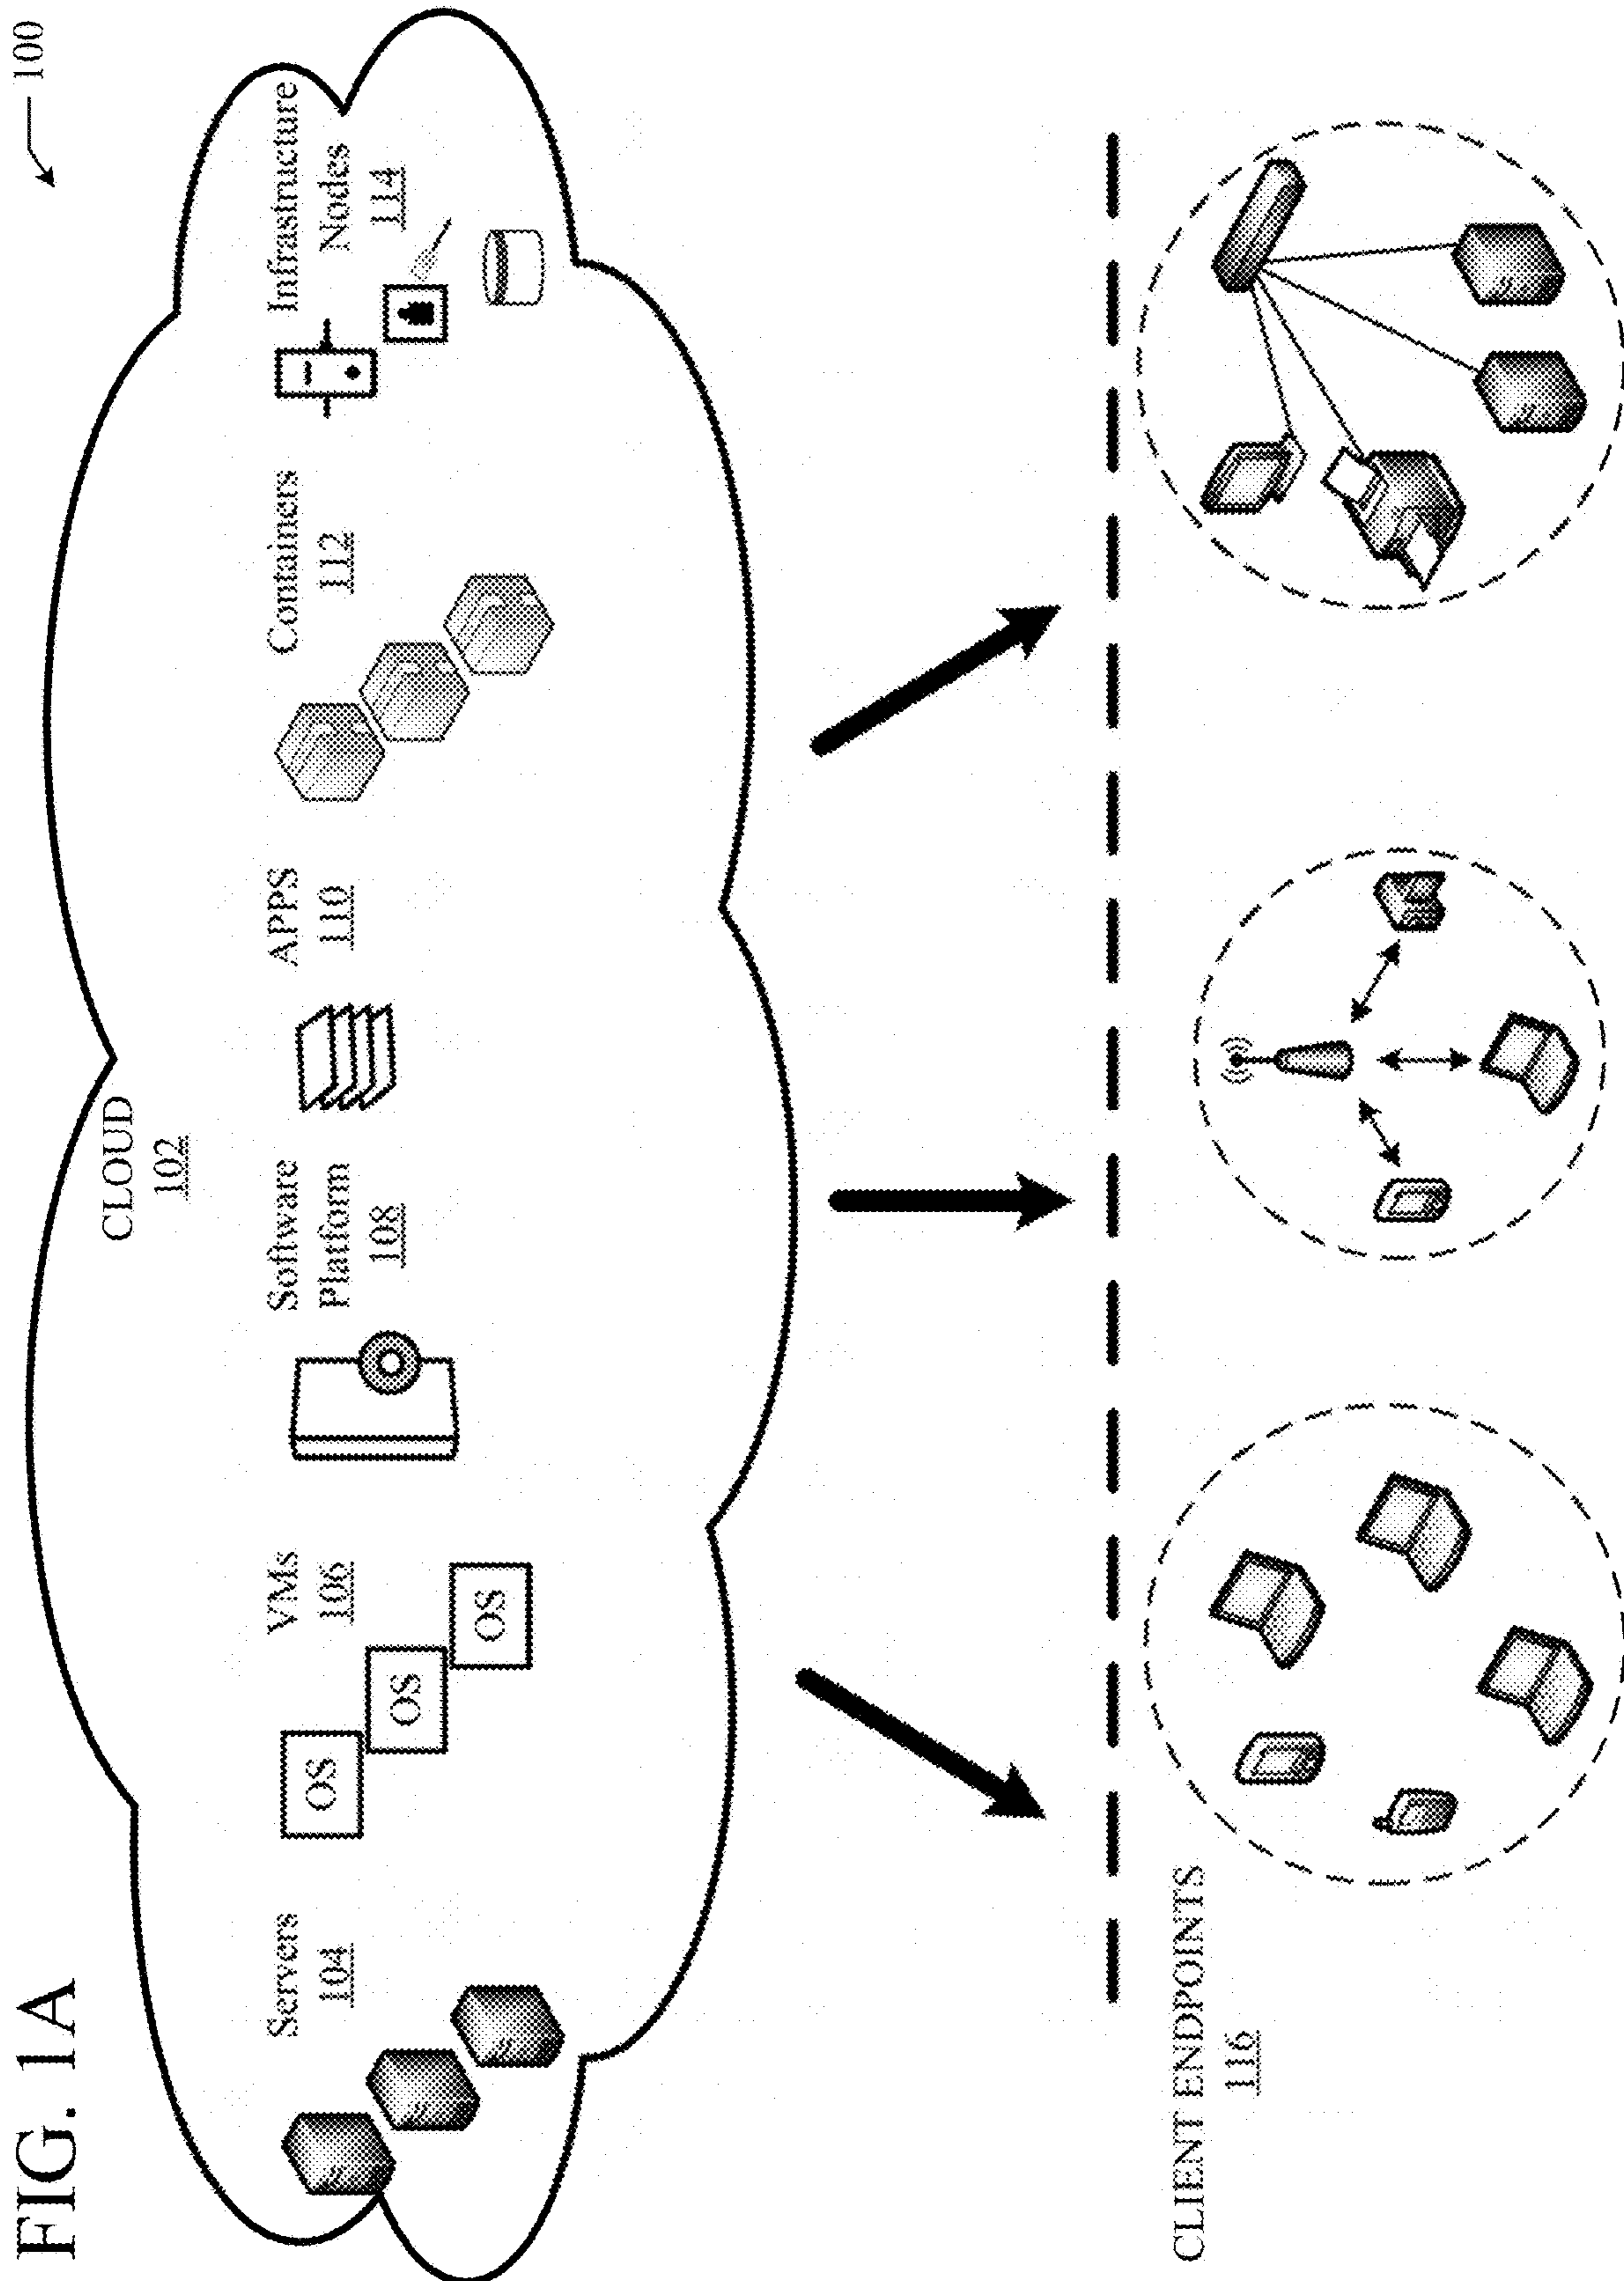 FIG. 1A
100
CLOUD
102
Servers
104
VMs
106
Software
Platform
108
APPS
110
Containers
112
Infrastructure
Nodes
114
OS
OS
OS
CLIENT ENDPOINTS
116